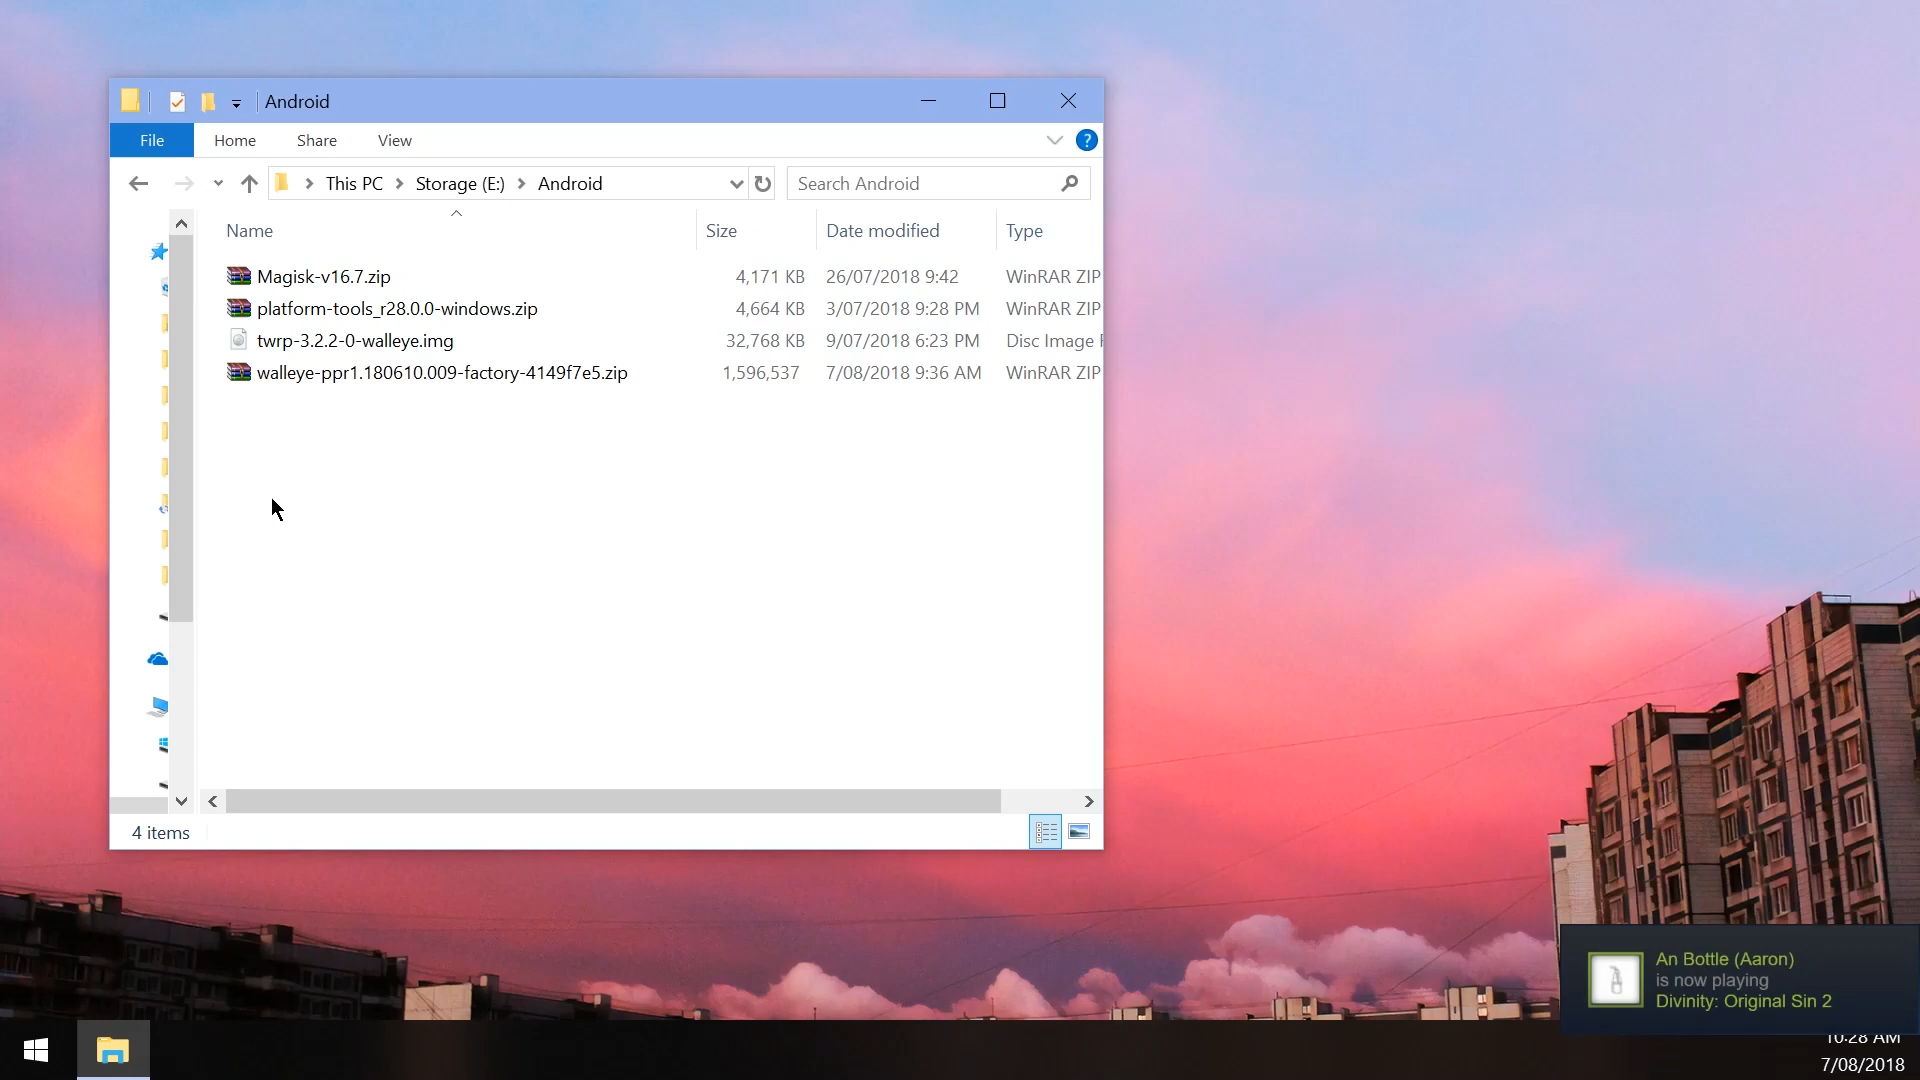 Android
File Home Share View
This PC Storage (E:) Android Search Android
Name Size Date modified Type
Magisk-v16.7.zip 4,171 KB 26/07/2018 9:42 WinRAR ZIP
platform-tools_r28.0.0-windows.zip 4,664 KB 3/07/2018 9:28 PM WinRAR ZIP
twrp-3.2.2-0-walleye.img 32,768 KB 9/07/2018 6:23 PM Disc Image
walleye-ppr1.180610.009-factory-4149f7e5.zip 1,596,537 7/08/2018 9:36 AM WinRAR ZIP
4 items
An Bottle (Aaron)
is now playing
Divinity: Original Sin 2
10:28 AM
7/08/2018